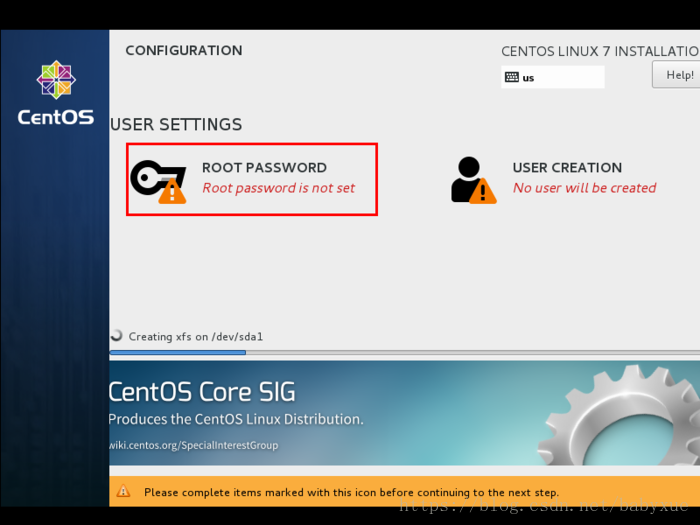 CONFIGURATION
CENTOS LINUX 7 INSTALLATIO
us
Help!
CentOS
USER SETTINGS
ROOT PASSWORD
Root password is not set
USER CREATION
No user will be created
Creating xfs on /dev/sda1
CentOS Core SIG
Produces the CentOS Linux Distribution.
wiki.centos.org/SpecialInterestGroup
Please complete items marked with this icon before continuing to the next step.
https://blog.csdn.net/babyxue